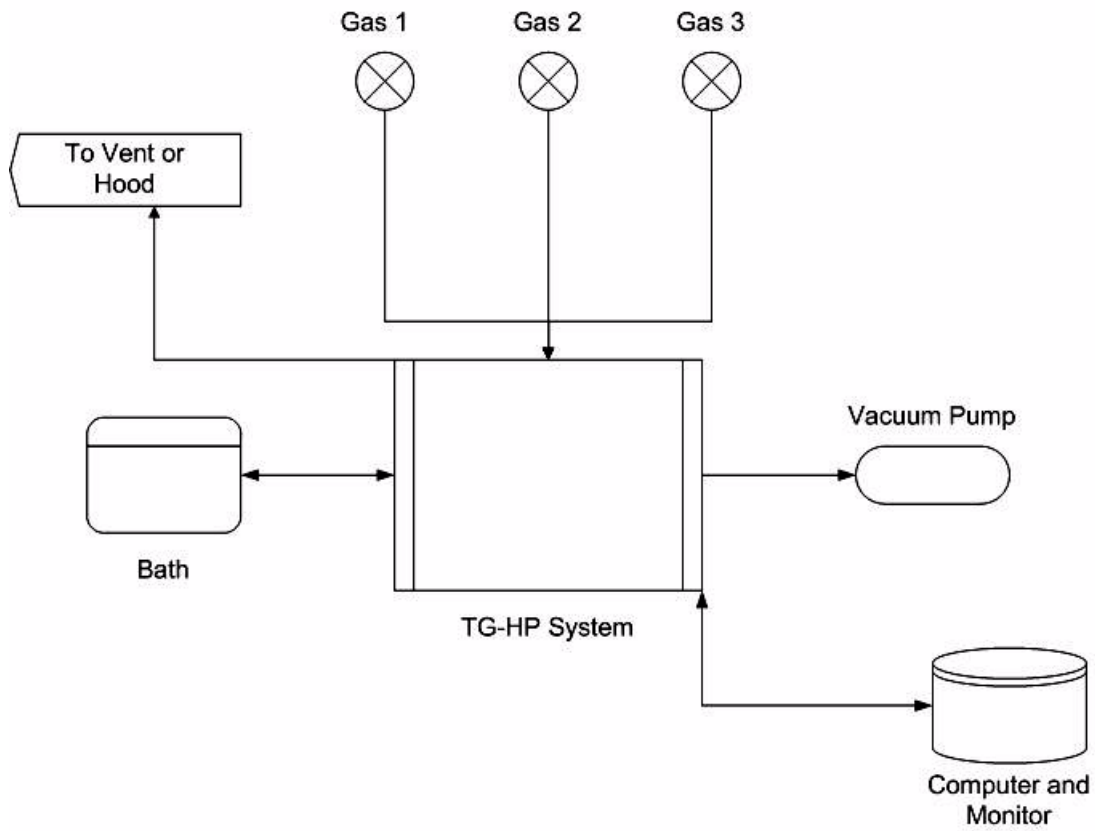 Gas 1
Gas 2
Gas 3
To Vent or
Hood
Vacuum Pump
Bath
TG-HP System
Computer and
Monitor